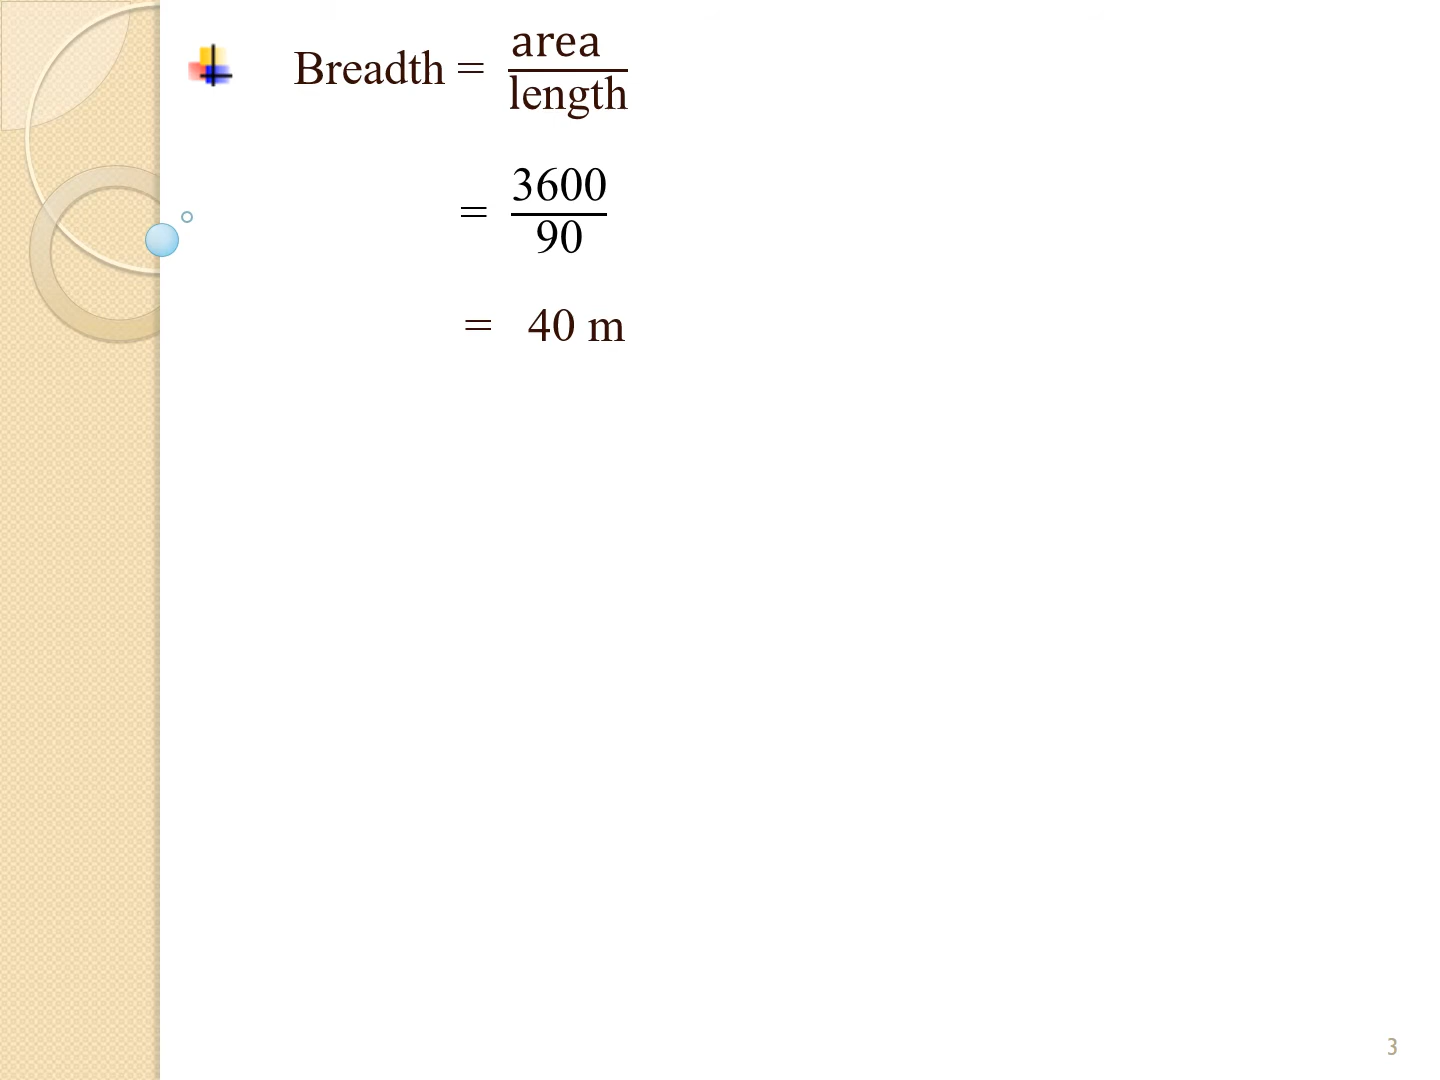 Breadth = area
length
= 3600
90
= 40 m
3